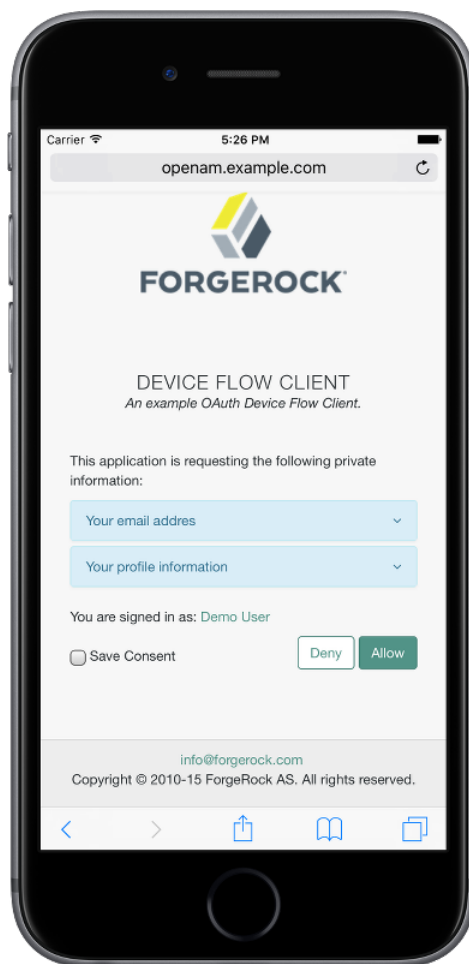 Carrier 5:26 PM
openam.example.com
FORGEROCK
DEVICE FLOW CLIENT
An example OAuth Device Flow Client.
This application is requesting the following private
information:
Your email addres
Your profile information
You are signed in as: Demo User
Save Consent Deny Allow
info@forgerock.com
Copyright © 2010-15 ForgeRock AS. All rights reserved.